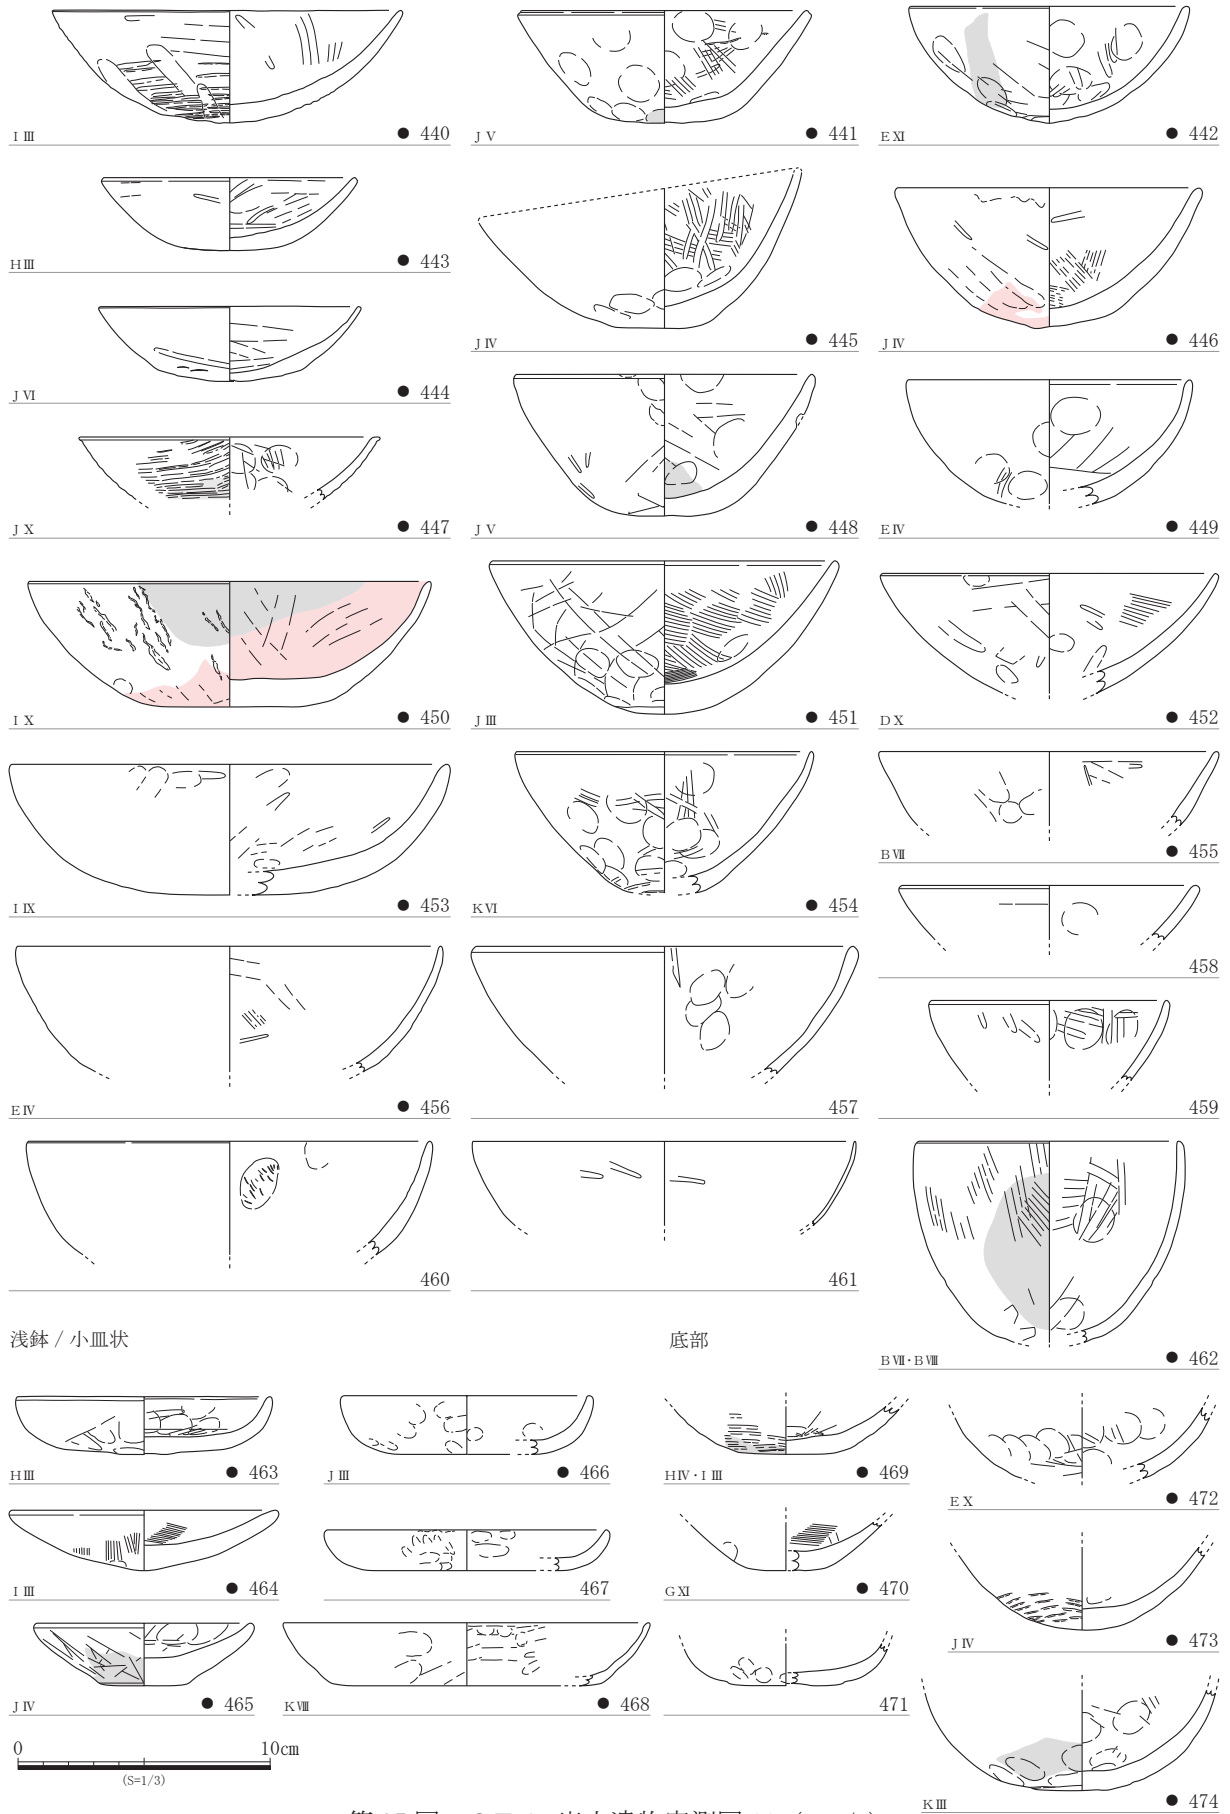 I Ⅲ ● 440
J Ⅴ ● 441
E Ⅺ ● 442
H Ⅲ ● 443
J Ⅵ ● 444
J Ⅳ ● 445
J Ⅳ ● 446
J Ⅹ ● 447
J Ⅴ ● 448
E Ⅳ ● 449
I Ⅹ ● 450
J Ⅲ ● 451
D Ⅹ ● 452
I Ⅸ ● 453
K Ⅵ ● 454
B Ⅶ ● 455
E Ⅳ ● 456
457
458
459
460
461
B Ⅶ・B Ⅷ ● 462
浅鉢 / 小皿状
H Ⅲ ● 463
I Ⅲ ● 464
J Ⅳ ● 465
J Ⅲ ● 466
467
K Ⅷ ● 468
底部
H Ⅳ・I Ⅲ ● 469
G Ⅺ ● 470
471
E Ⅹ ● 472
J Ⅳ ● 473
K Ⅲ ● 474
0 10cm
(S=1/3)